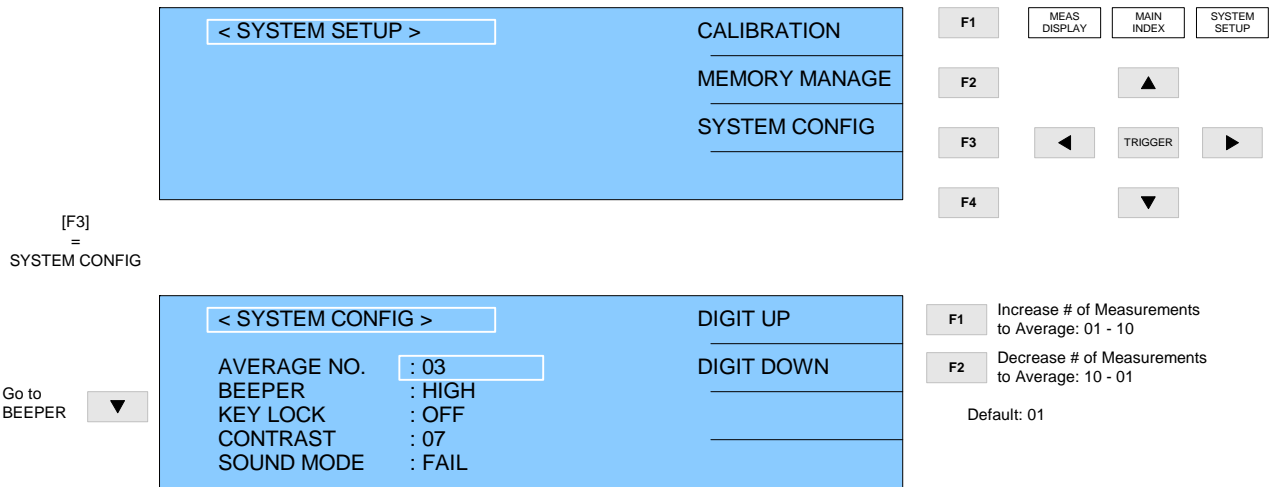 < SYSTEM SETUP >
CALIBRATION
MEMORY MANAGE
SYSTEM CONFIG
F1
F2
F3
F4
MEAS DISPLAY
MAIN INDEX
SYSTEM SETUP
TRIGGER
[F3]
=
SYSTEM CONFIG
< SYSTEM CONFIG >
AVERAGE NO. : 03
BEEPER : HIGH
KEY LOCK : OFF
CONTRAST : 07
SOUND MODE : FAIL
DIGIT UP
DIGIT DOWN
Go to
BEEPER
F1
Increase # of Measurements
to Average: 01 - 10
F2
Decrease # of Measurements
to Average: 10 - 01
Default: 01